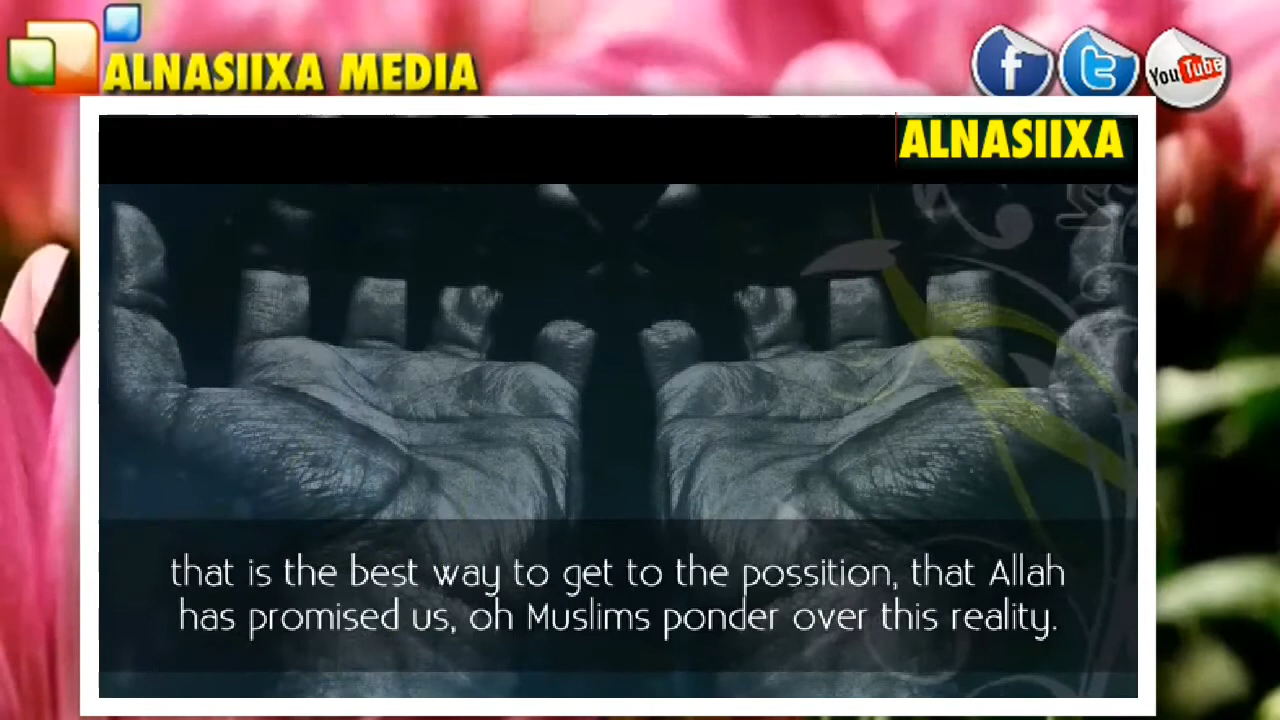 ALNASIIXA MEDIA
f
t
You Tube
ALNASIIXA
that is the best way to get to the possition, that Allah
has promised us, oh Muslims ponder over this reality.